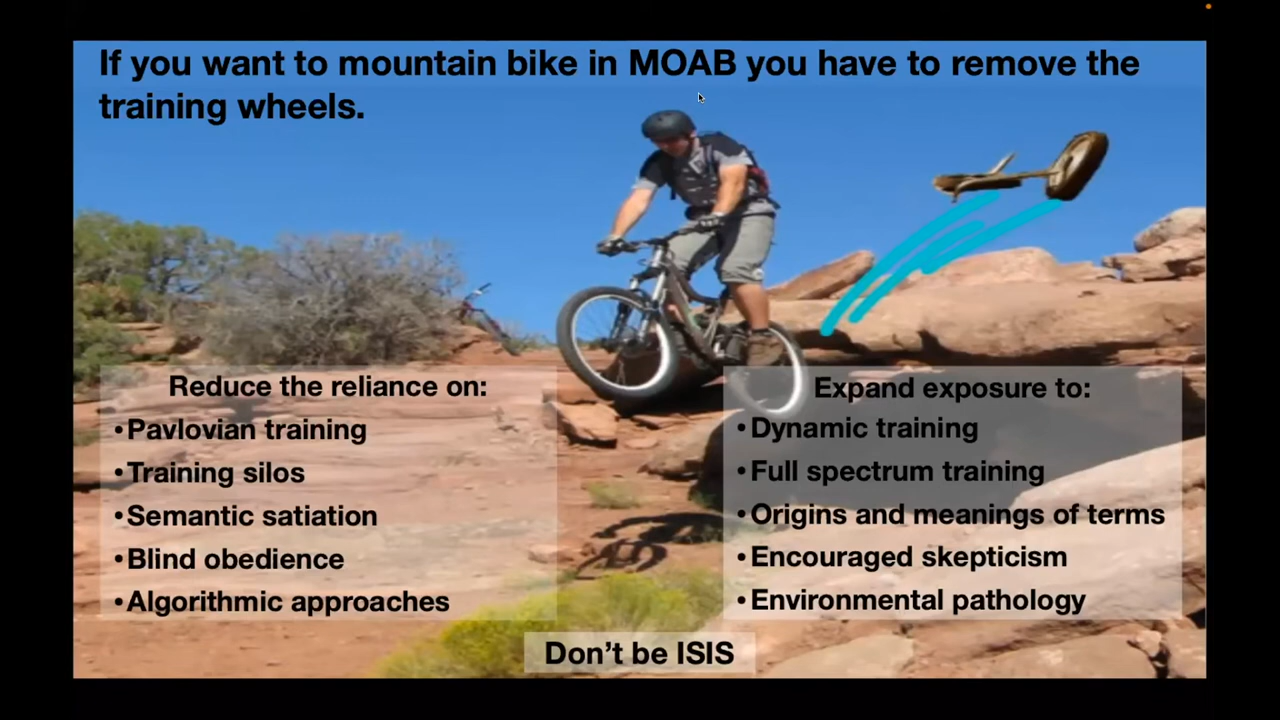 If you want to mountain bike in MOAB you have to remove the
training wheels.
Reduce the reliance on:
•Pavlovian training
•Training silos
•Semantic satiation
•Blind obedience
•Algorithmic approaches
Expand exposure to:
•Dynamic training
•Full spectrum training
•Origins and meanings of terms
•Encouraged skepticism
•Environmental pathology
Don’t be ISIS